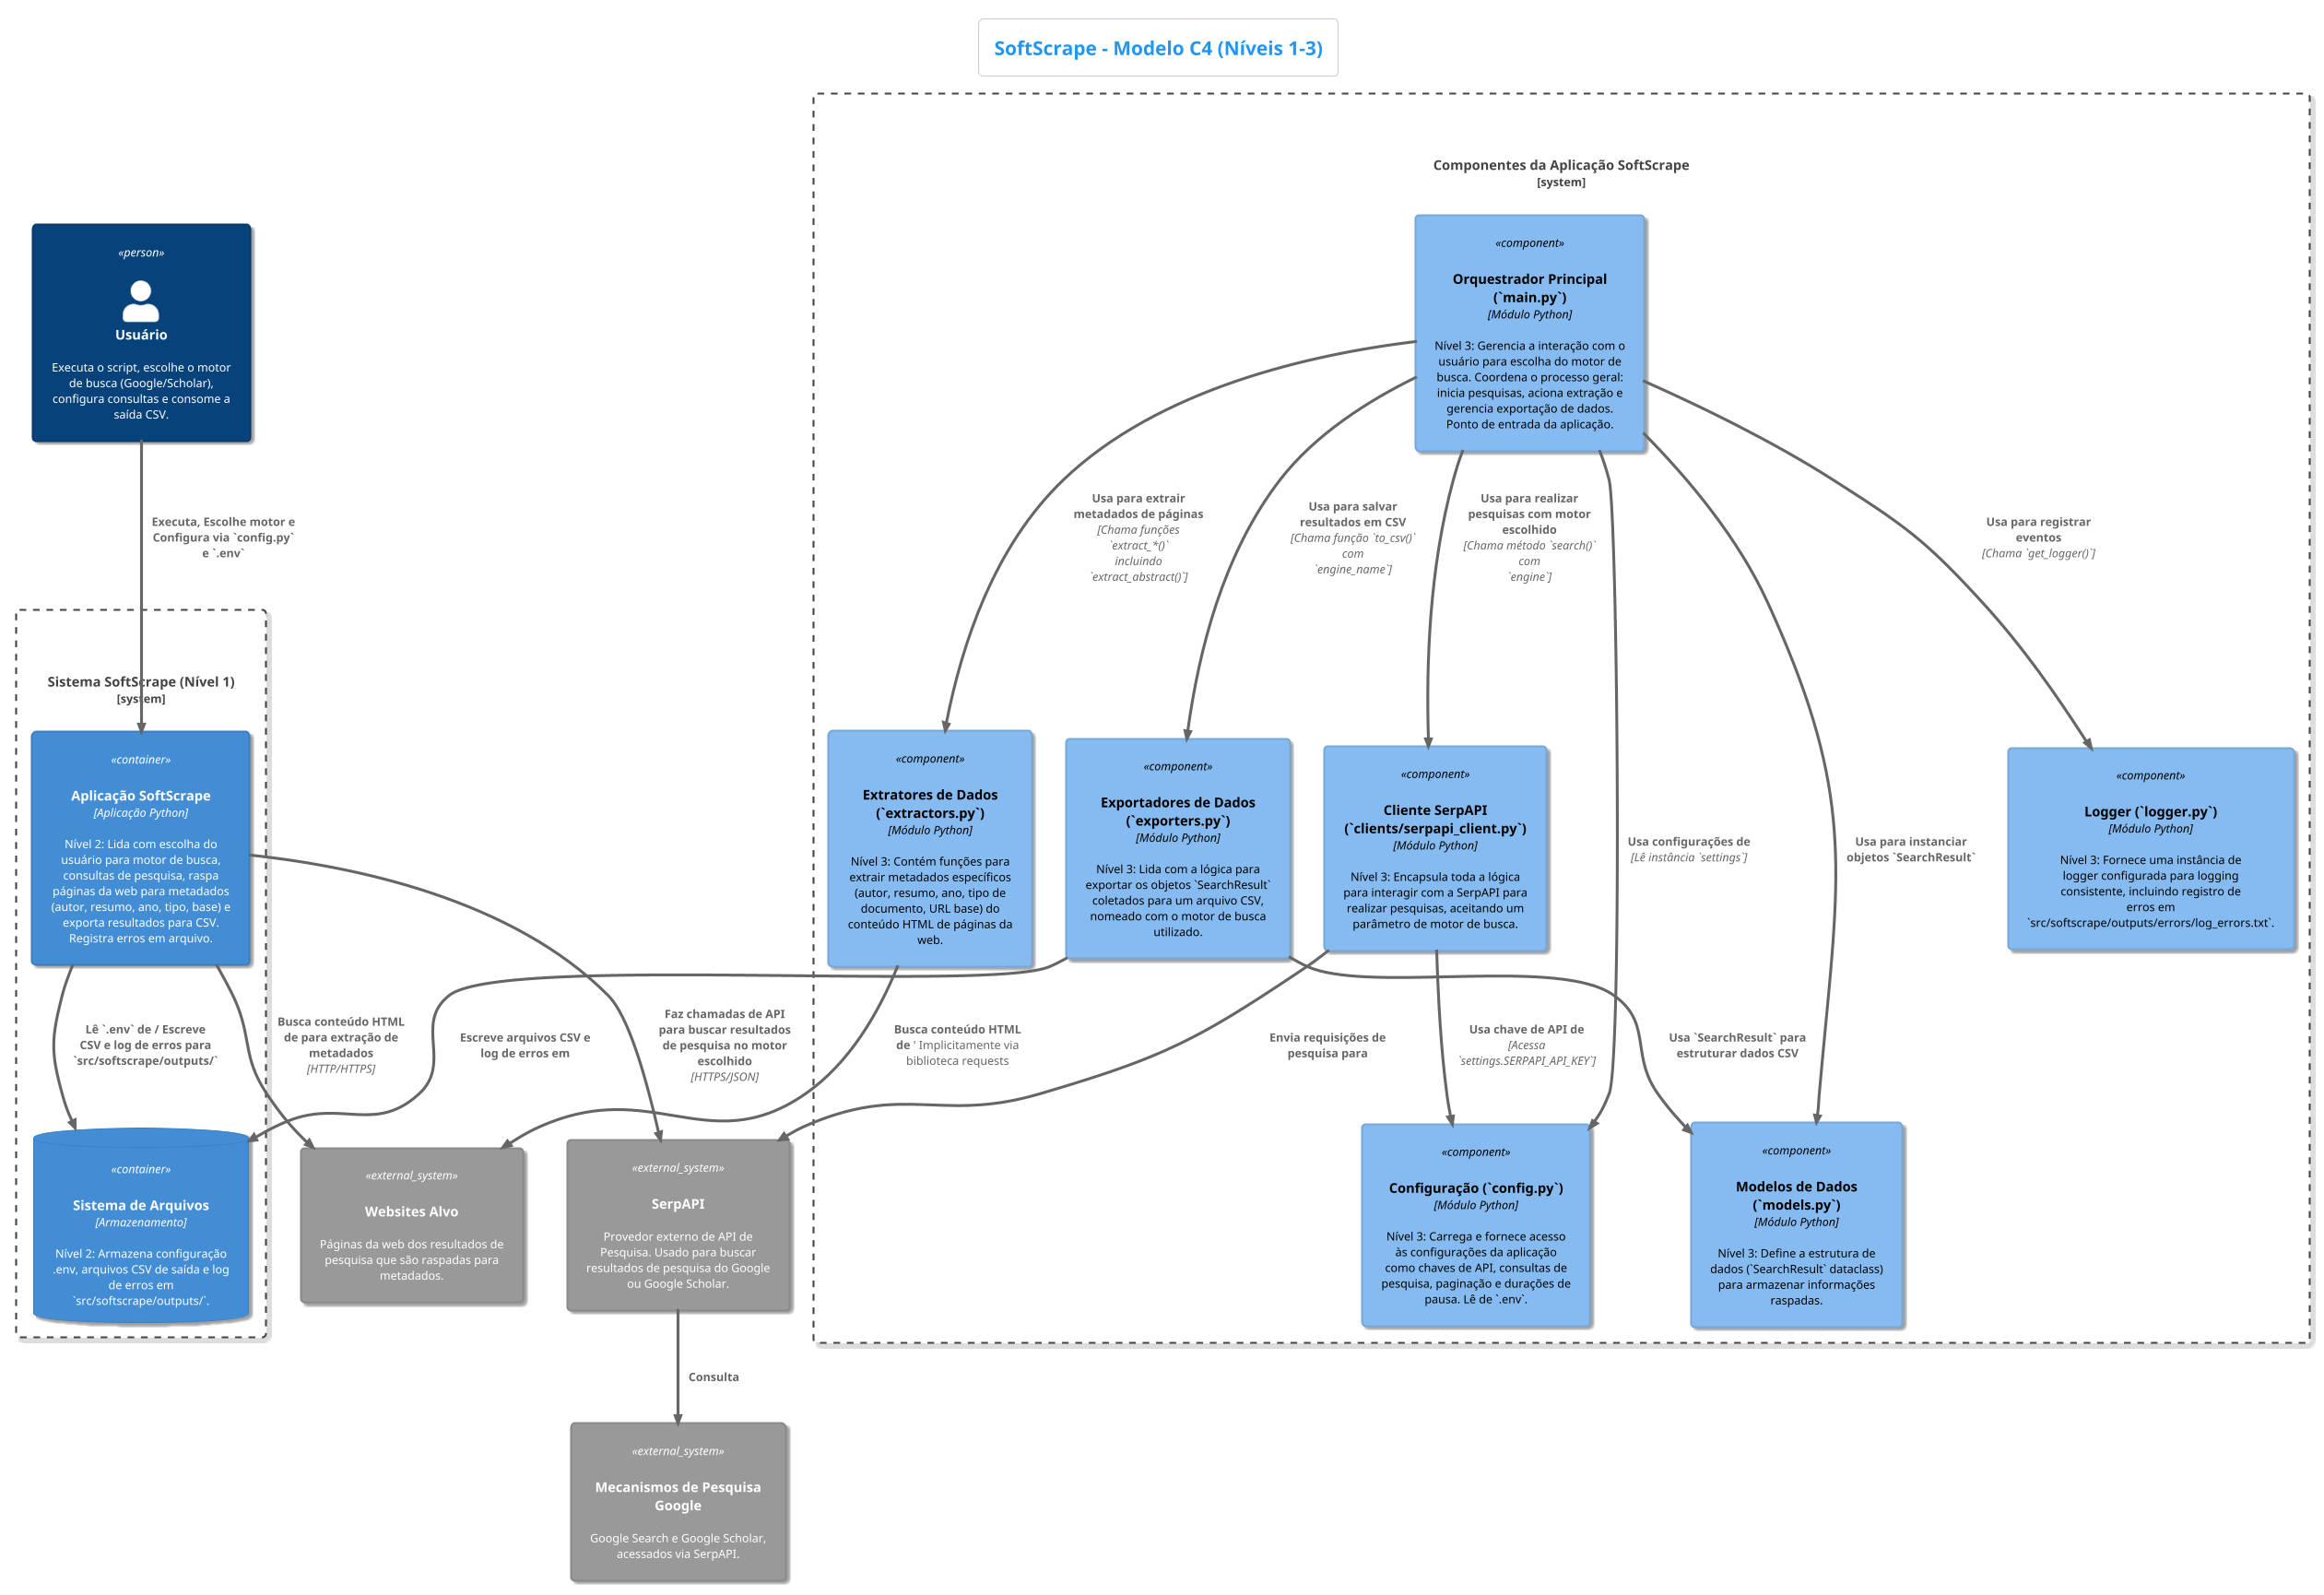 SoftScrape - Modelo C4 (Níveis 1-3)
Componentes da Aplicação SoftScrape
[system]
«component»
Orquestrador Principal
(`main.py`)
[Módulo Python]
Nível 3: Gerencia a interação com o
usuário para escolha do motor de
busca. Coordena o processo geral:
inicia pesquisas, aciona extração e
gerencia exportação de dados.
Ponto de entrada da aplicação.
«person»
Usuário
Executa o script, escolhe o motor
de busca (Google/Scholar),
configura consultas e consome a
saída CSV.
Executa, Escolhe motor e
Configura via `config.py`
e `.env`
Usa para extrair
metadados de páginas
[Chama funções
`extract_*()`
incluindo
`extract_abstract()`]
Usa para salvar
resultados em CSV
[Chama função `to_csv()`
com
`engine_name`]
Usa para realizar
pesquisas com motor
escolhido
[Chama método `search()`
com
`engine`]
Usa para registrar
eventos
[Chama `get_logger()`]
Sistema SoftScrape (Nível 1)
[system]
«container»
Aplicação SoftScrape
[Aplicação Python]
Nível 2: Lida com escolha do
usuário para motor de busca,
consultas de pesquisa, raspa
páginas da web para metadados
(autor, resumo, ano, tipo, base) e
exporta resultados para CSV.
Registra erros em arquivo.
«component»
Extratores de Dados
(`extractors.py`)
[Módulo Python]
Nível 3: Contém funções para
extrair metadados específicos
(autor, resumo, ano, tipo de
documento, URL base) do
conteúdo HTML de páginas da
web.
«component»
Exportadores de Dados
(`exporters.py`)
[Módulo Python]
Nível 3: Lida com a lógica para
exportar os objetos `SearchResult`
coletados para um arquivo CSV,
nomeado com o motor de busca
utilizado.
«component»
Cliente SerpAPI
(`clients/serpapi_client.py`)
[Módulo Python]
Nível 3: Encapsula toda a lógica
para interagir com a SerpAPI para
realizar pesquisas, aceitando um
parâmetro de motor de busca.
Usa configurações de
[Lê instância `settings`]
Usa para instanciar
objetos `SearchResult`
«component»
Logger (`logger.py`)
[Módulo Python]
Nível 3: Fornece uma instância de
logger configurada para logging
consistente, incluindo registro de
erros em
`src/softscrape/outputs/errors/log_errors.txt`.
Lê `.env` de / Escreve
CSV e log de erros para
`src/softscrape/outputs/`
Busca conteúdo HTML
de para extração de
metadados
[HTTP/HTTPS]
Escreve arquivos CSV e
log de erros em
Faz chamadas de API
para buscar resultados
de pesquisa no motor
escolhido
[HTTPS/JSON]
Busca conteúdo HTML
de ' Implicitamente via
biblioteca requests
Envia requisições de
pesquisa para
Usa chave de API de
[Acessa
`settings.SERPAPI_API_KEY`]
Usa `SearchResult` para
estruturar dados CSV
«container»
Sistema de Arquivos
[Armazenamento]
Nível 2: Armazena configuração
.env, arquivos CSV de saída e log
de erros em
`src/softscrape/outputs/`.
«external_system»
Websites Alvo
Páginas da web dos resultados de
pesquisa que são raspadas para
metadados.
«external_system»
SerpAPI
Provedor externo de API de
Pesquisa. Usado para buscar
resultados de pesquisa do Google
ou Google Scholar.
«component»
Configuração (`config.py`)
[Módulo Python]
Nível 3: Carrega e fornece acesso
às configurações da aplicação
como chaves de API, consultas de
pesquisa, paginação e durações de
pausa. Lê de `.env`.
«component»
Modelos de Dados
(`models.py`)
[Módulo Python]
Nível 3: Define a estrutura de
dados (`SearchResult` dataclass)
para armazenar informações
raspadas.
Consulta
«external_system»
Mecanismos de Pesquisa
Google
Google Search e Google Scholar,
acessados via SerpAPI.